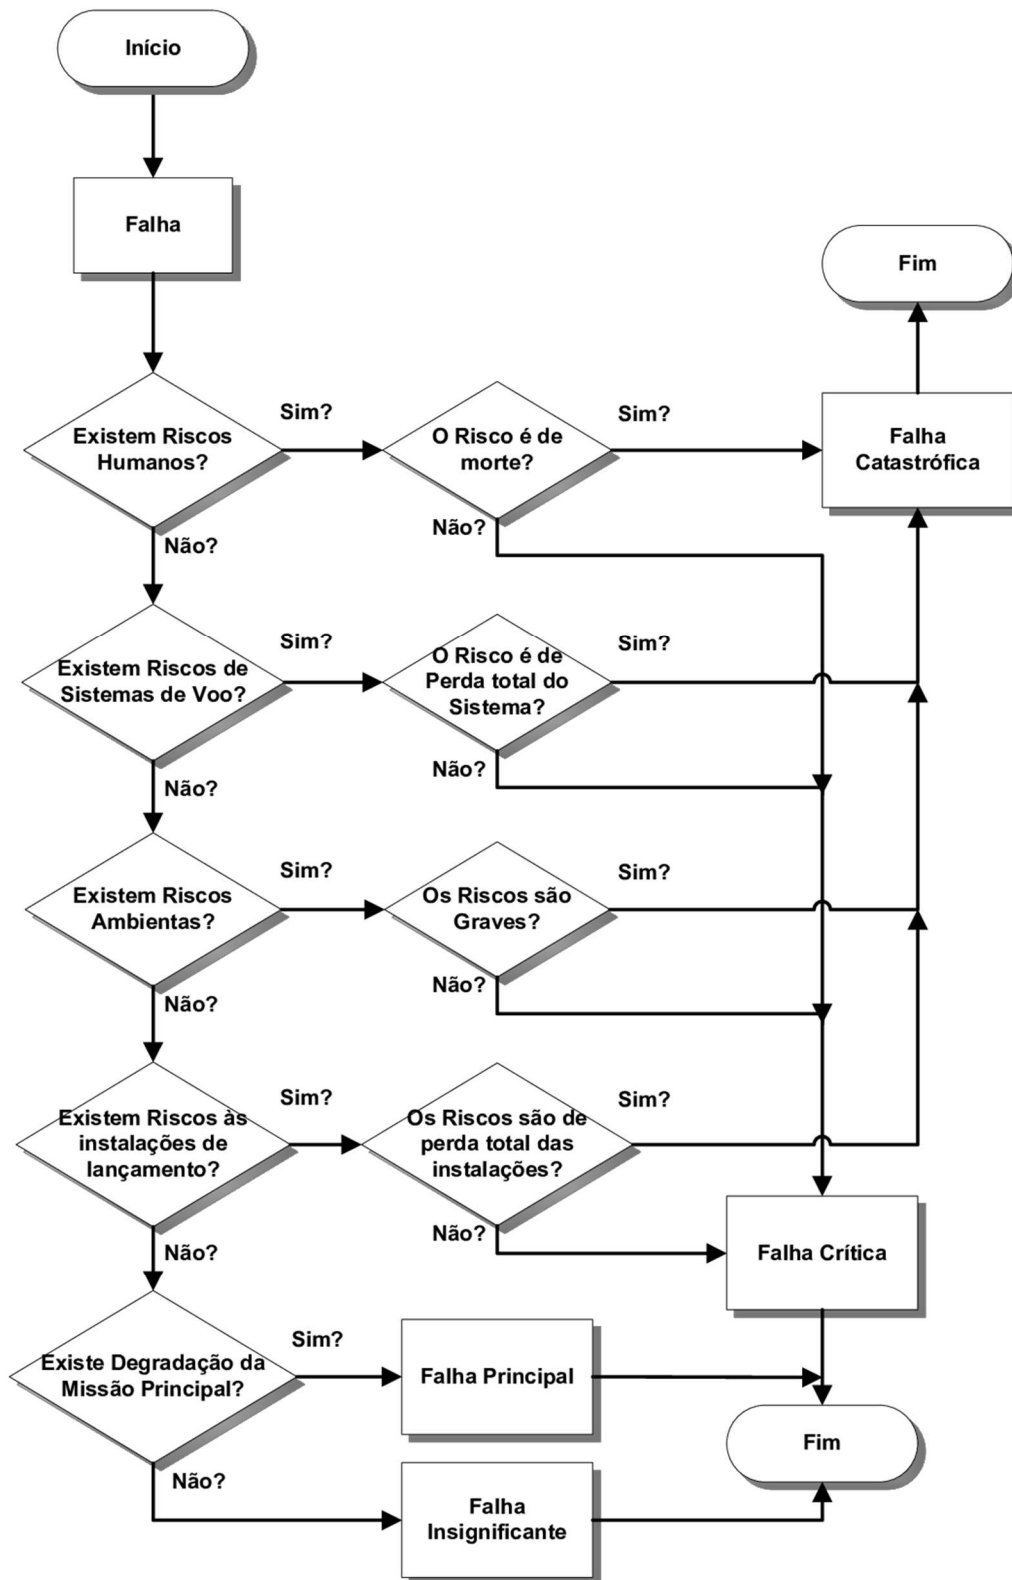 Início
Falha
Fim
Existem Riscos
Humanos?
Sim?
O Risco é de
morte?
Sim?
Falha
Catastrófica
Não?
Não?
Existem Riscos de
Sistemas de Voo?
Sim?
O Risco é de
Perda total do
Sistema?
Sim?
Não?
Não?
Existem Riscos
Ambientas?
Sim?
Os Riscos são
Graves?
Sim?
Não?
Não?
Existem Riscos às
instalações de
lançamento?
Sim?
Os Riscos são de
perda total das
instalações?
Sim?
Não?
Não?
Falha Crítica
Existe Degradação da
Missão Principal?
Sim?
Falha Principal
Fim
Não?
Falha
Insignificante